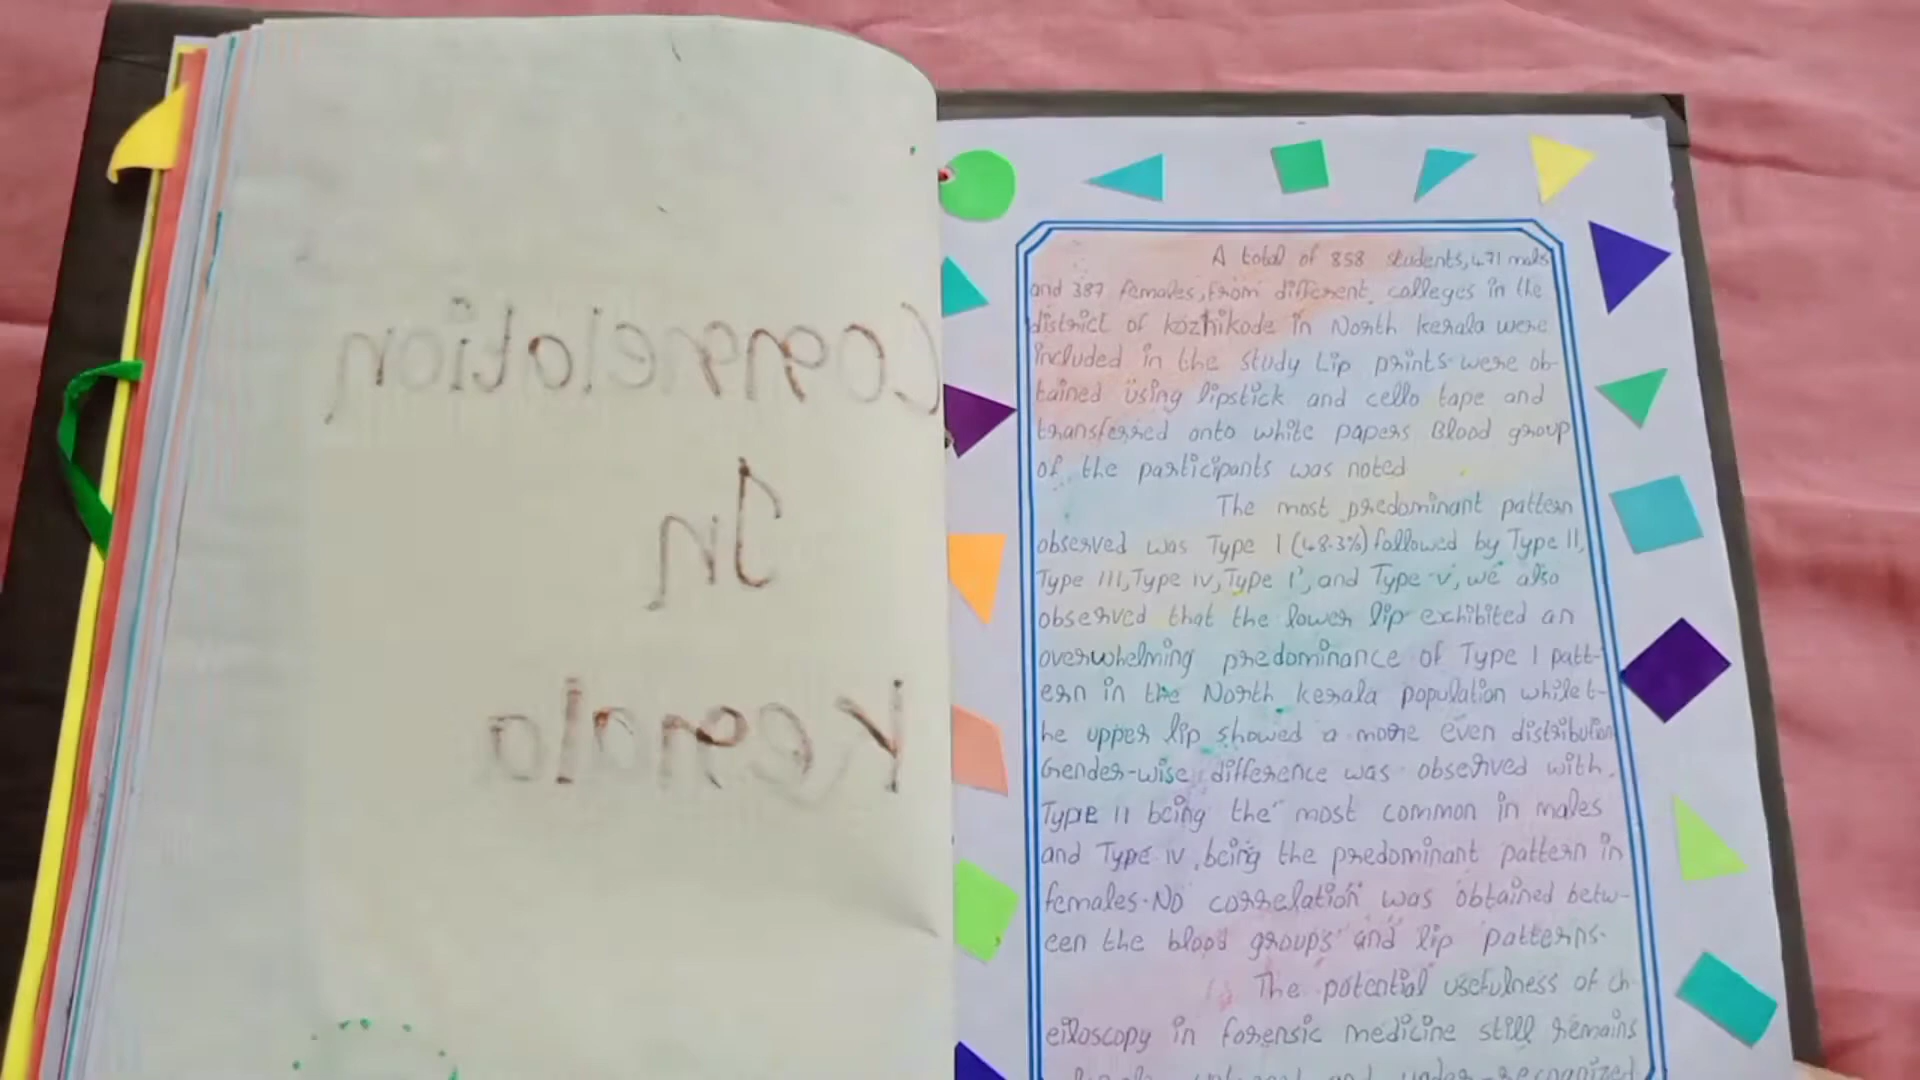 Correlation
In
Kerala
A total of 858 students, 471 males
and 387 females, from different colleges in the
district of kozhikode in North kerala were
included in the study Lip prints were ob-
tained using lipstick and cello tape and
transferred onto white papers Blood group
of the participants was noted
The most predominant pattern
observed was Type I (48.3%) followed by Type II,
Type III, Type IV, Type I', and Type V, we also
observed that the lower lip exhibited an
overwhelming predominance of Type I patt-
ern in the North kerala population while t-
he upper lip showed a more even distribution
Gender-wise difference was observed with
Type II being the most common in males
and Type IV being the predominant pattern in
females. No correlation was obtained betw-
een the blood groups and lip patterns.
The potential usefulness of ch-
eiloscopy in forensic medicine still remains
and under-recognized